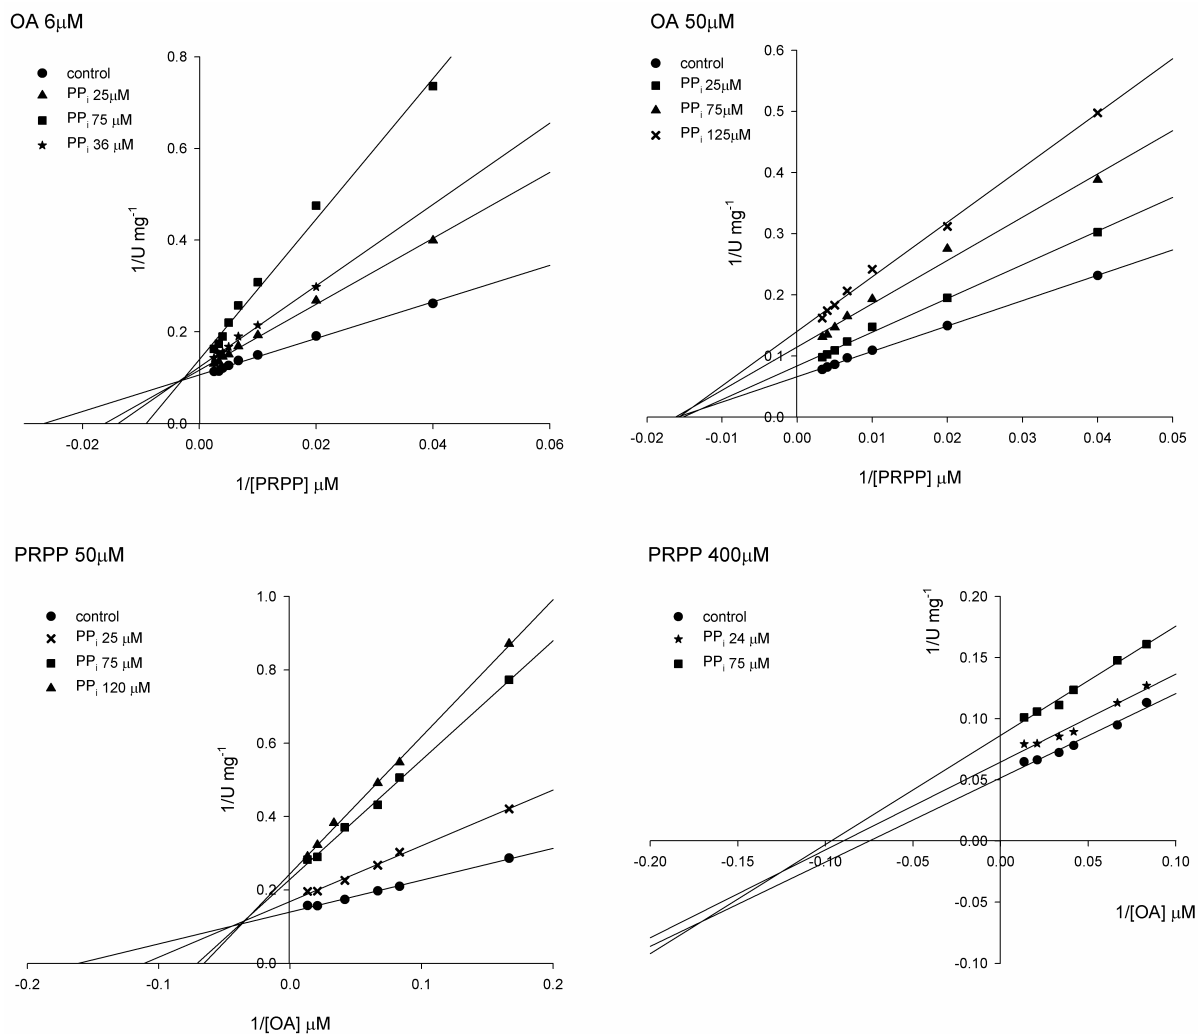 OA 6μM
control
PPi 25μM
PPi 75 μM
PPi 36 μM
1/U mg-1
0.8
0.6
0.4
0.2
0.0
-0.02 0.00 0.02 0.04 0.06
1/[PRPP] μM
OA 50μM
control
PPi 25μM
PPi 75μM
PPi 125μM
1/U mg-1
0.6
0.5
0.4
0.3
0.2
0.1
0.0
-0.02 -0.01 0.00 0.01 0.02 0.03 0.04 0.05
1/[PRPP] μM
PRPP 50μM
control
PPi 25 μM
PPi 75 μM
PPi 120 μM
1/U mg-1
1.0
0.8
0.6
0.4
0.2
0.0
-0.2 -0.1 0.0 0.1 0.2
1/[OA] μM
PRPP 400μM
control
PPi 24 μM
PPi 75 μM
1/U mg-1
0.20
0.15
0.10
0.05
0.00
-0.05
-0.10
-0.20 -0.15 -0.10 -0.05 0.00 0.05 0.10
1/[OA] μM